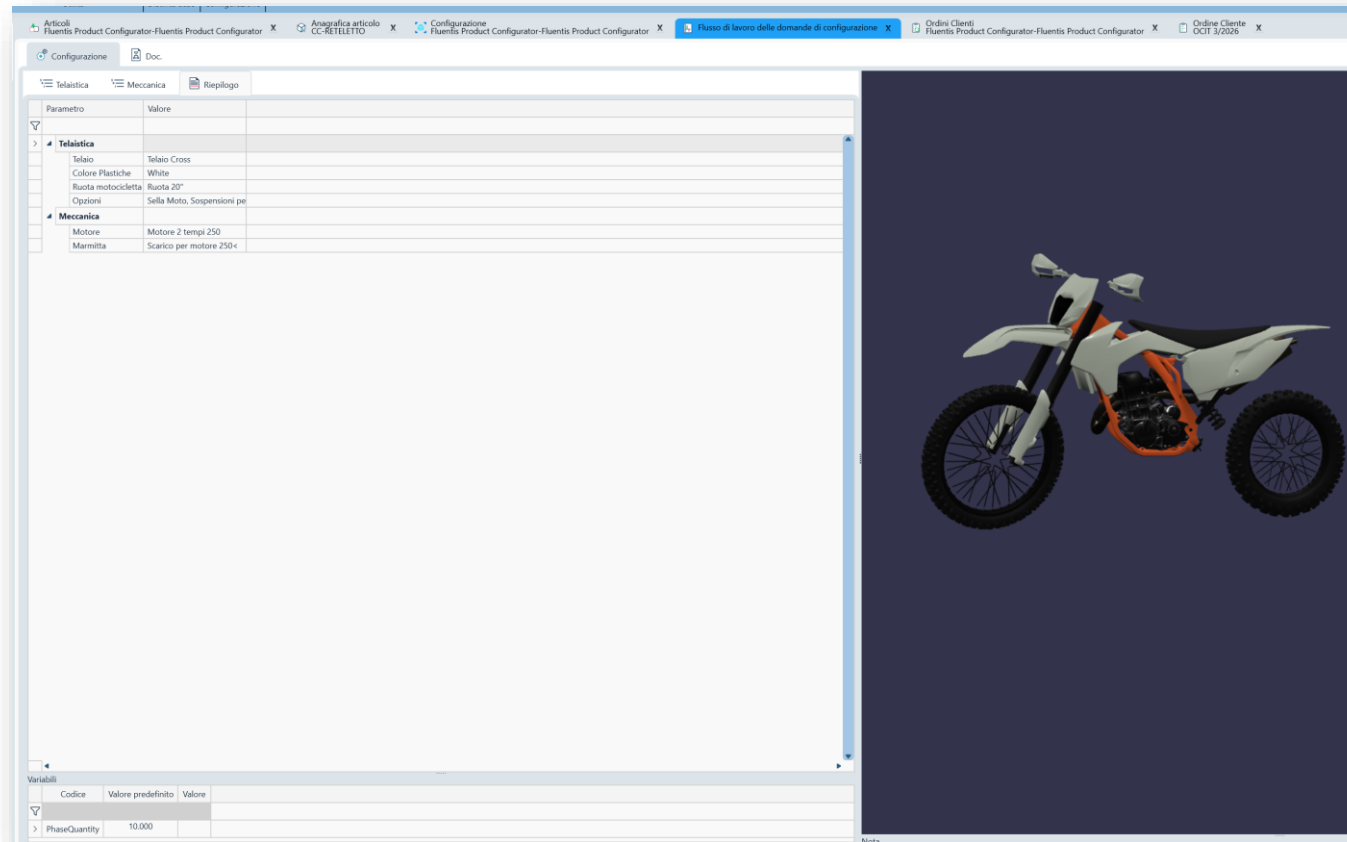 Articoli
Fluentis Product Configurator-Fluentis Product Configurator X
Anagrafica articolo
CC-RETELETTO X
Configurazione
Fluentis Product Configurator-Fluentis Product Configurator X
Flusso di lavoro delle domande di configurazione X
Ordini Clienti
Fluentis Product Configurator-Fluentis Product Configurator X
Ordine Cliente
OCIT 3/2026 X
Configurazione Doc.
Telaistica Meccanica Riepilogo
Parametro Valore
Telaistica
Telaio Telaio Cross
Colore Plastiche White
Ruota motocicletta Ruota 20"
Opzioni Sella Moto, Sospensioni pe
Meccanica
Motore Motore 2 tempi 250
Marmitta Scarico per motore 250<
Variabili
Codice Valore predefinito Valore
PhaseQuantity 10.000